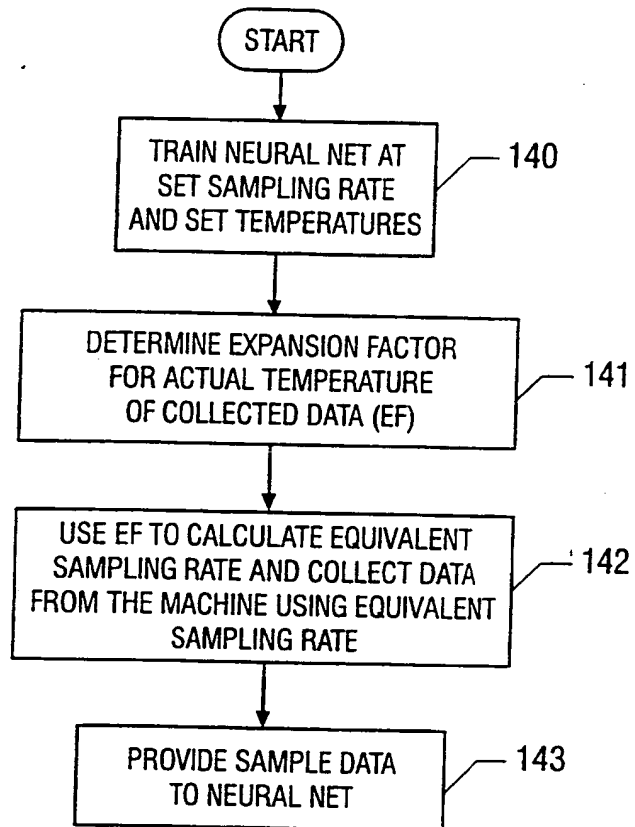 START
TRAIN NEURAL NET AT
SET SAMPLING RATE
AND SET TEMPERATURES
140
DETERMINE EXPANSION FACTOR
FOR ACTUAL TEMPERATURE
OF COLLECTED DATA (EF)
141
USE EF TO CALCULATE EQUIVALENT
SAMPLING RATE AND COLLECT DATA
FROM THE MACHINE USING EQUIVALENT
SAMPLING RATE
142
PROVIDE SAMPLE DATA
TO NEURAL NET
143